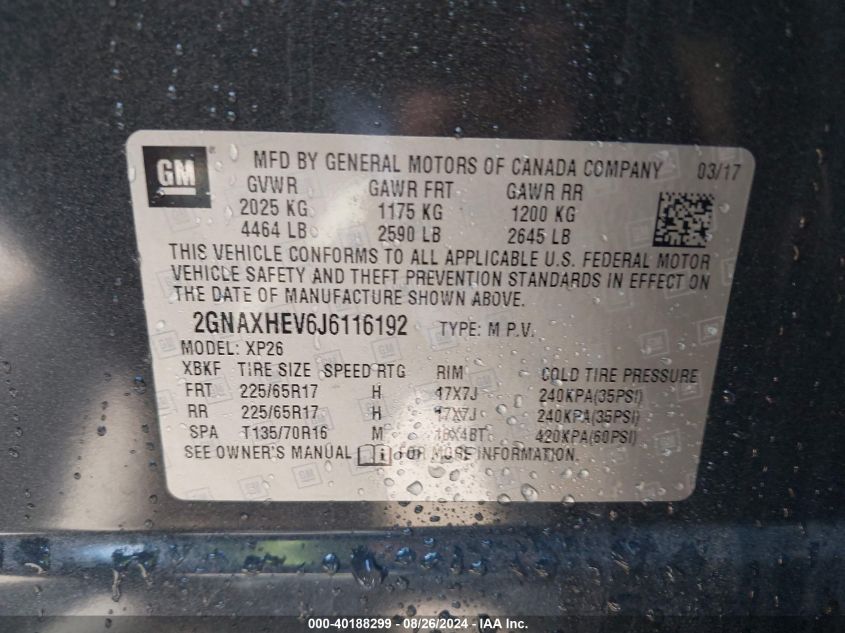 GM ® MFD BY GENERAL MOTORS OF CANADA COMPANY 03/17
GVWR GAWR FRT GAWR RR
2025 KG 1175 KG 1200 KG
4464 LB 2590 LB 2645 LB
THIS VEHICLE CONFORMS TO ALL APPLICABLE U.S. FEDERAL MOTOR
VEHICLE SAFETY AND THEFT PREVENTION STANDARDS IN EFFECT ON
THE DATE OF MANUFACTURE SHOWN ABOVE.
2GNAXHEV6J6116192 TYPE: M.P.V.
MODEL: XP26
XBKF TIRE SIZE SPEED RTG RIM COLD TIRE PRESSURE
FRT 225/65R17 H 17X7J 240KPA(35PSI)
RR 225/65R17 H 17X7J 240KPA(35PSI)
SPA T135/70R16 M 16X4BT 420KPA(60PSI)
SEE OWNER'S MANUAL FOR MORE INFORMATION.
000-40188299 - 08/26/2024 - IAA Inc.